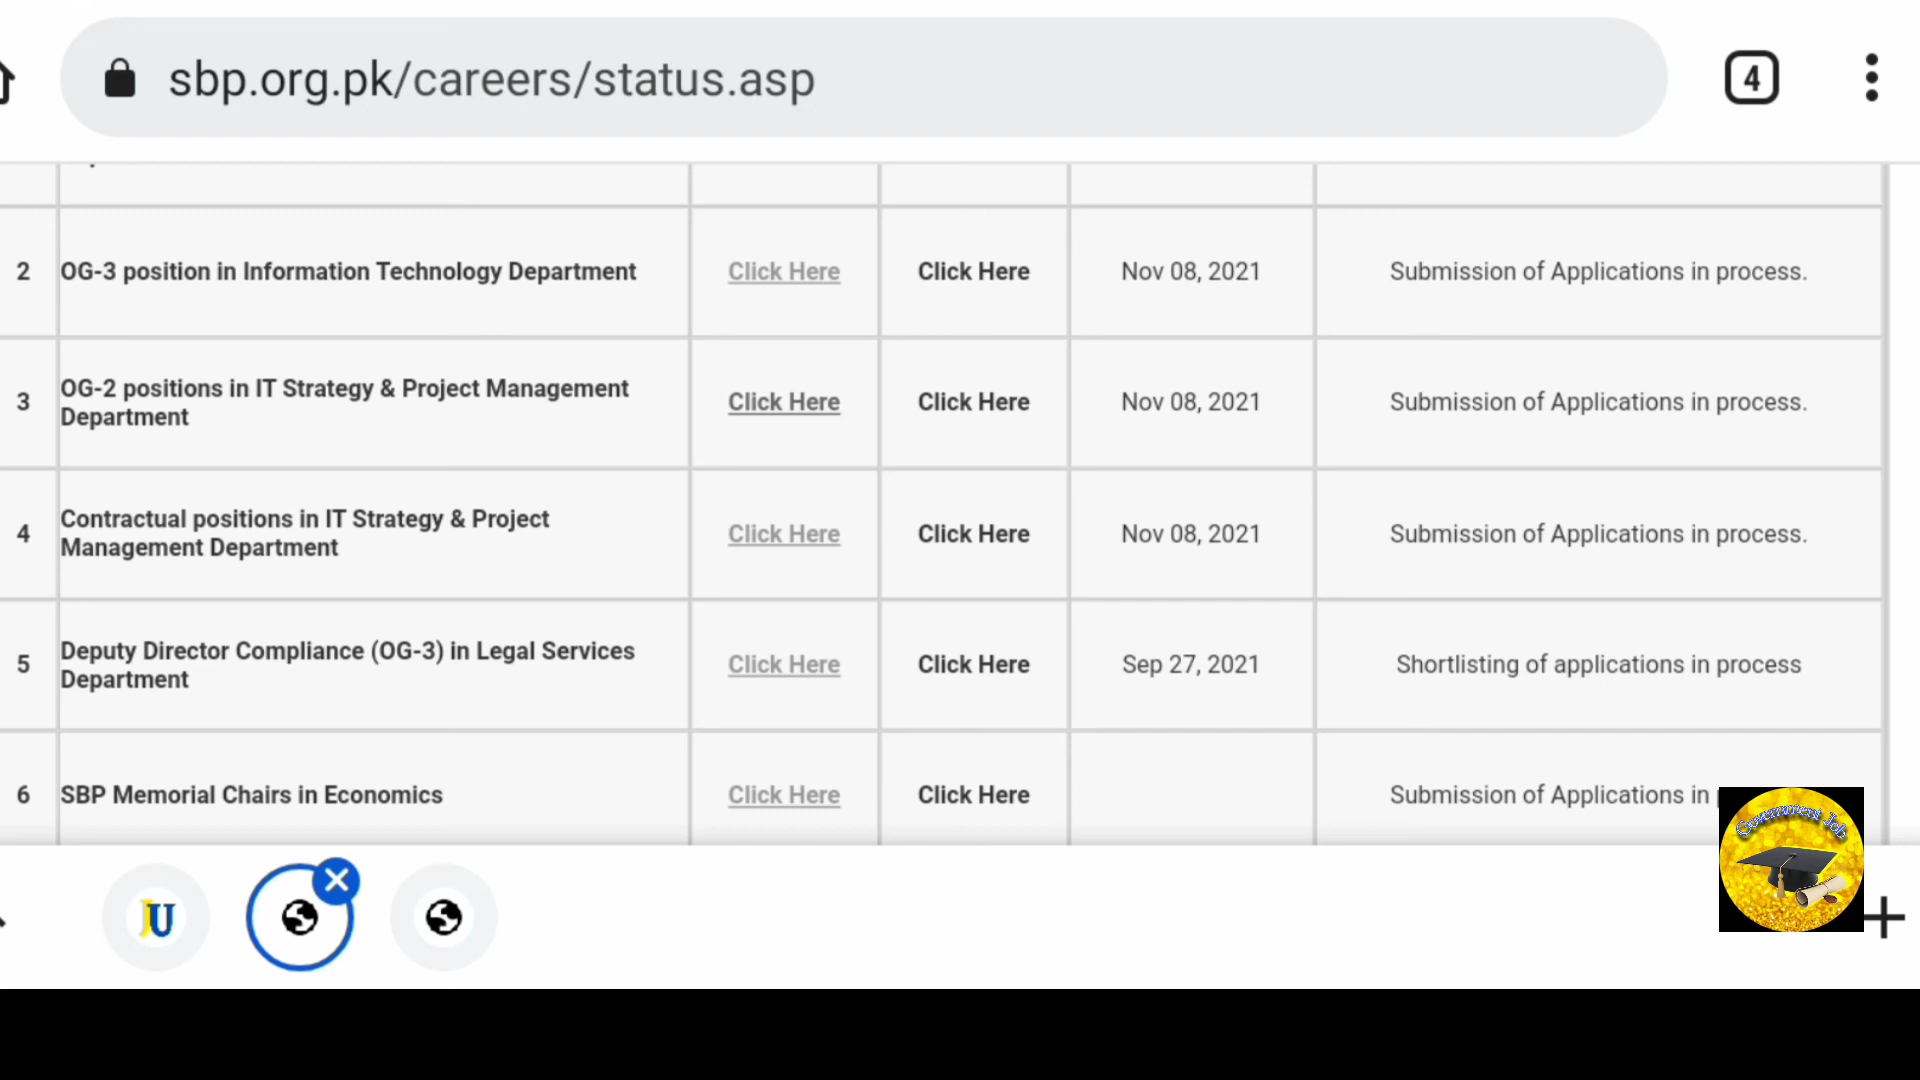 sbp.org.pk/careers/status.asp
4
2 OG-3 position in Information Technology Department Click Here Click Here Nov 08, 2021 Submission of Applications in process.
3 OG-2 positions in IT Strategy & Project Management Department Click Here Click Here Nov 08, 2021 Submission of Applications in process.
4 Contractual positions in IT Strategy & Project Management Department Click Here Click Here Nov 08, 2021 Submission of Applications in process.
5 Deputy Director Compliance (OG-3) in Legal Services Department Click Here Click Here Sep 27, 2021 Shortlisting of applications in process
6 SBP Memorial Chairs in Economics Click Here Click Here Submission of Applications in
Government Job
JU